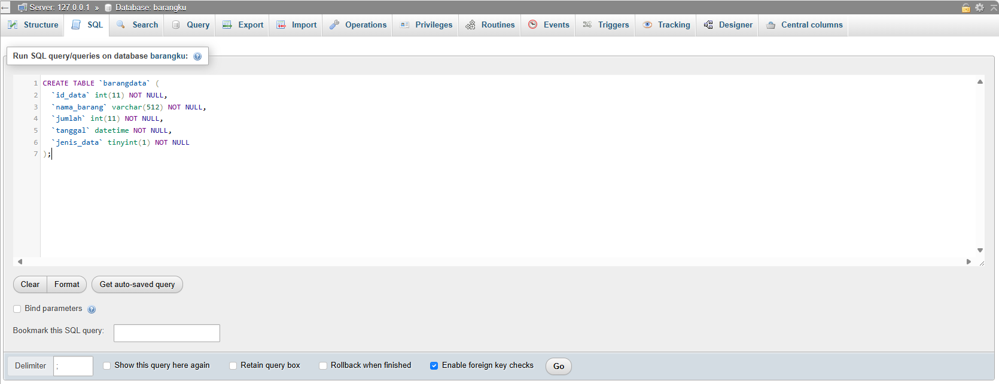 Server: 127.0.0.1 » Database: barangku
Structure SQL Search Query Export Import Operations Privileges Routines Events Triggers Tracking Designer Central columns
Run SQL query/queries on database barangku:
1 CREATE TABLE `barangdata` (
2 `id_data` int(11) NOT NULL,
3 `nama_barang` varchar(512) NOT NULL,
4 `jumlah` int(11) NOT NULL,
5 `tanggal` datetime NOT NULL,
6 `jenis_data` tinyint(1) NOT NULL
7 );
Clear Format Get auto-saved query
Bind parameters
Bookmark this SQL query:
Delimiter ; Show this query here again Retain query box Rollback when finished Enable foreign key checks Go